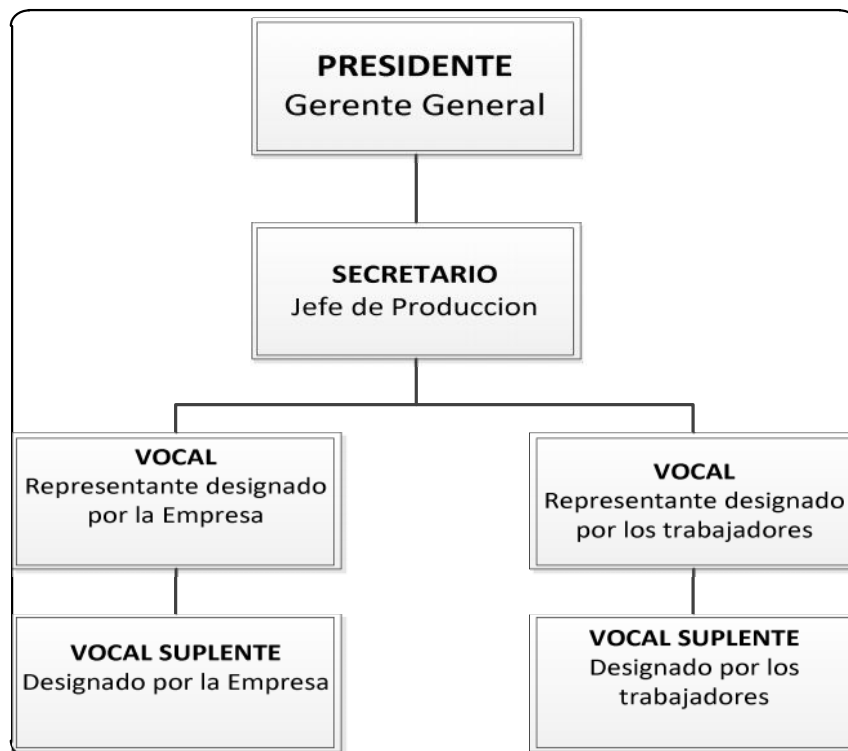 PRESIDENTE
Gerente General
SECRETARIO
Jefe de Produccion
VOCAL
Representante designado
por la Empresa
VOCAL
Representante designado
por los trabajadores
VOCAL SUPLENTE
Designado por la Empresa
VOCAL SUPLENTE
Designado por los
trabajadores